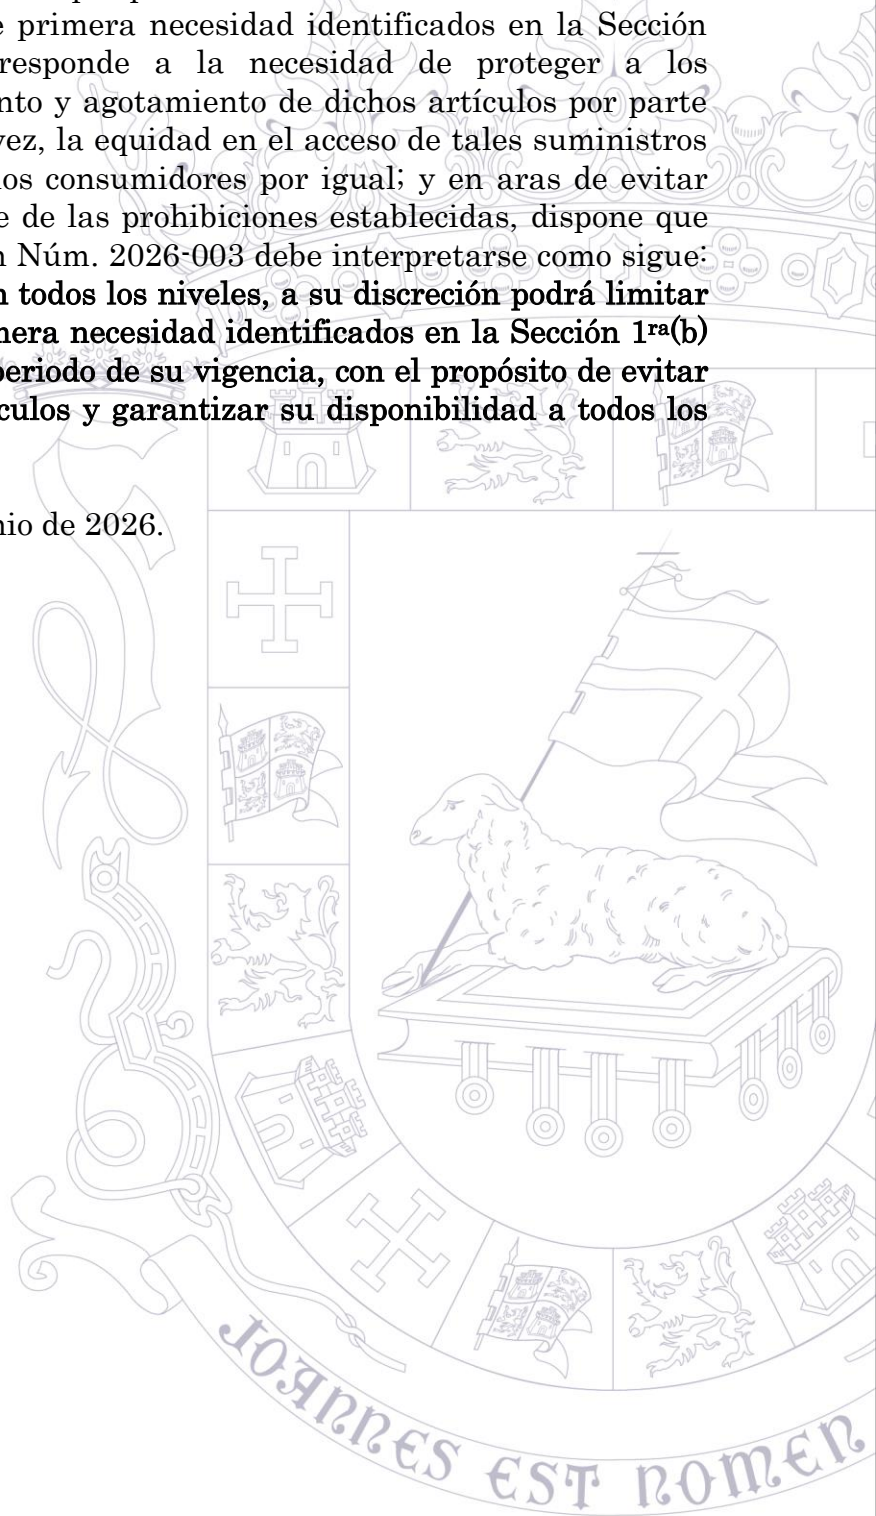 e primera necesidad identificados en la Sección
responde a la necesidad de proteger a los
nto y agotamiento de dichos artículos por parte
vez, la equidad en el acceso de tales suministros
los consumidores por igual; y en aras de evitar
e de las prohibiciones establecidas, dispone que
n Núm. 2026-003 debe interpretarse como sigue:
n todos los niveles, a su discreción podrá limitar
mera necesidad identificados en la Sección 1ra(b)
periodo de su vigencia, con el propósito de evitar
culos y garantizar su disponibilidad a todos los
nio de 2026.
JOANNES EST NOMEN